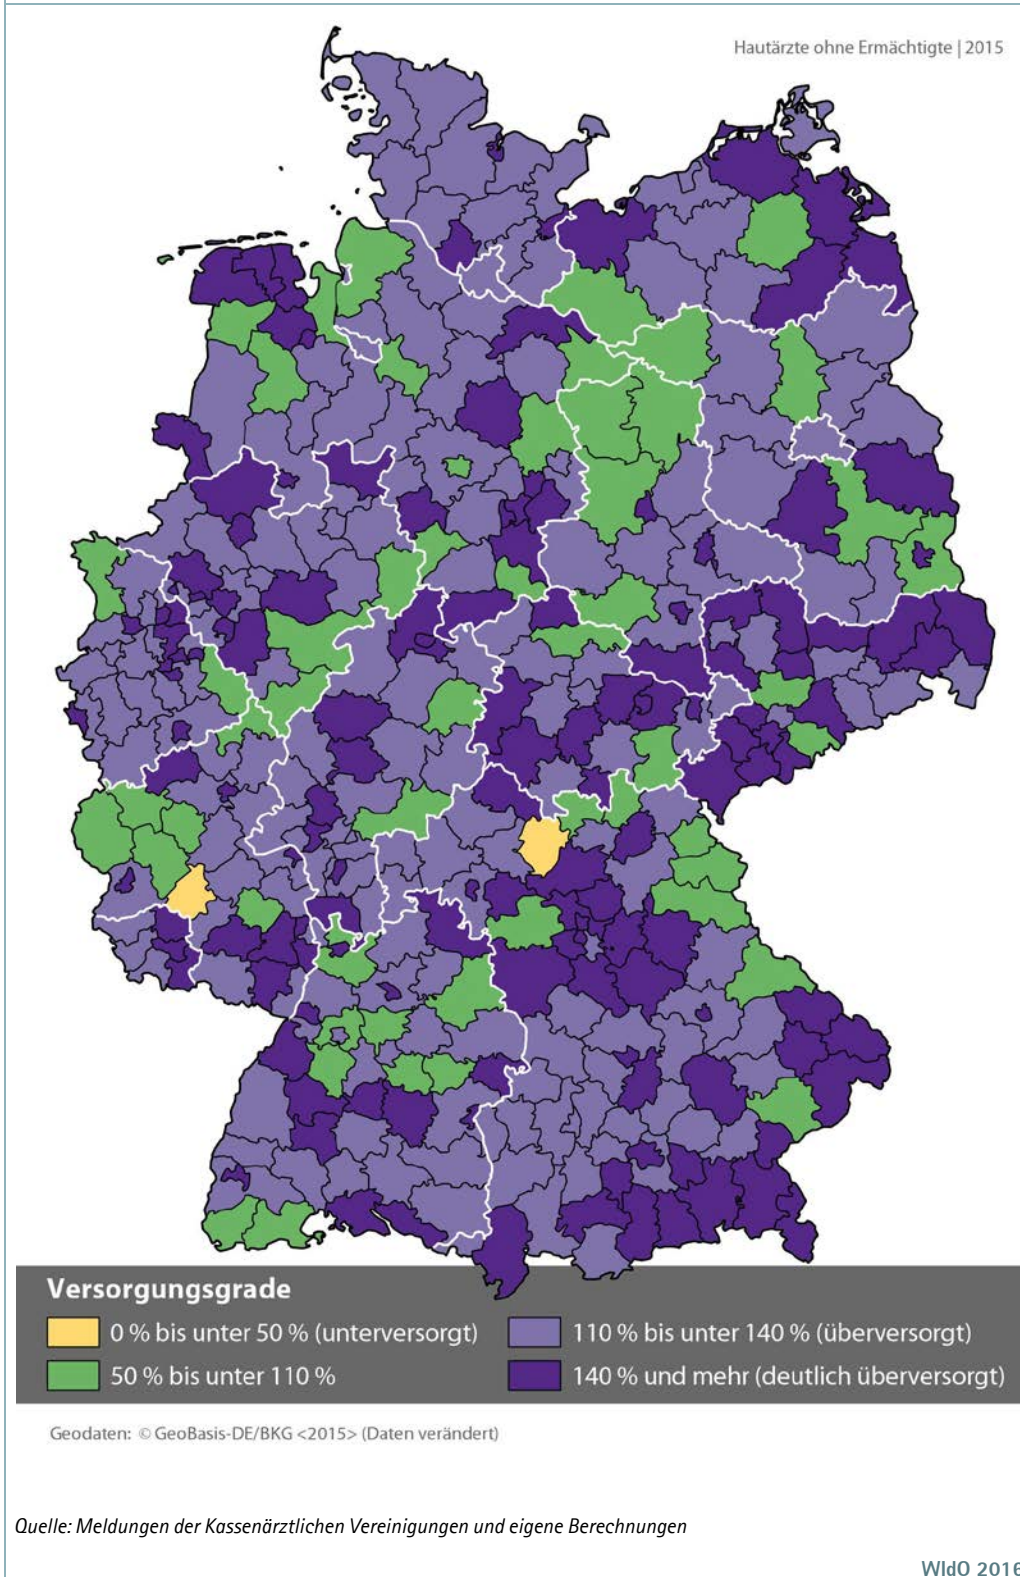 Hautärzte ohne Ermächtigte | 2015
Versorgungsgrade
0 % bis unter 50 % (unterversorgt)
110 % bis unter 140 % (überversorgt)
50 % bis unter 110 %
140 % und mehr (deutlich überversorgt)
Geodaten: © GeoBasis-DE/BKG <2015> (Daten verändert)
Quelle: Meldungen der Kassenärztlichen Vereinigungen und eigene Berechnungen
WIdO 2016